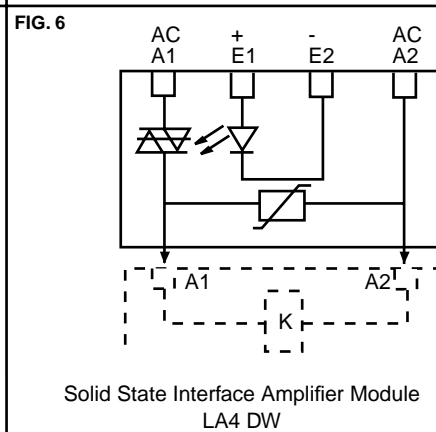 FIG. 6
AC + - AC
A1 E1 E2 A2
A1 A2
K
Solid State Interface Amplifier Module
LA4 DW